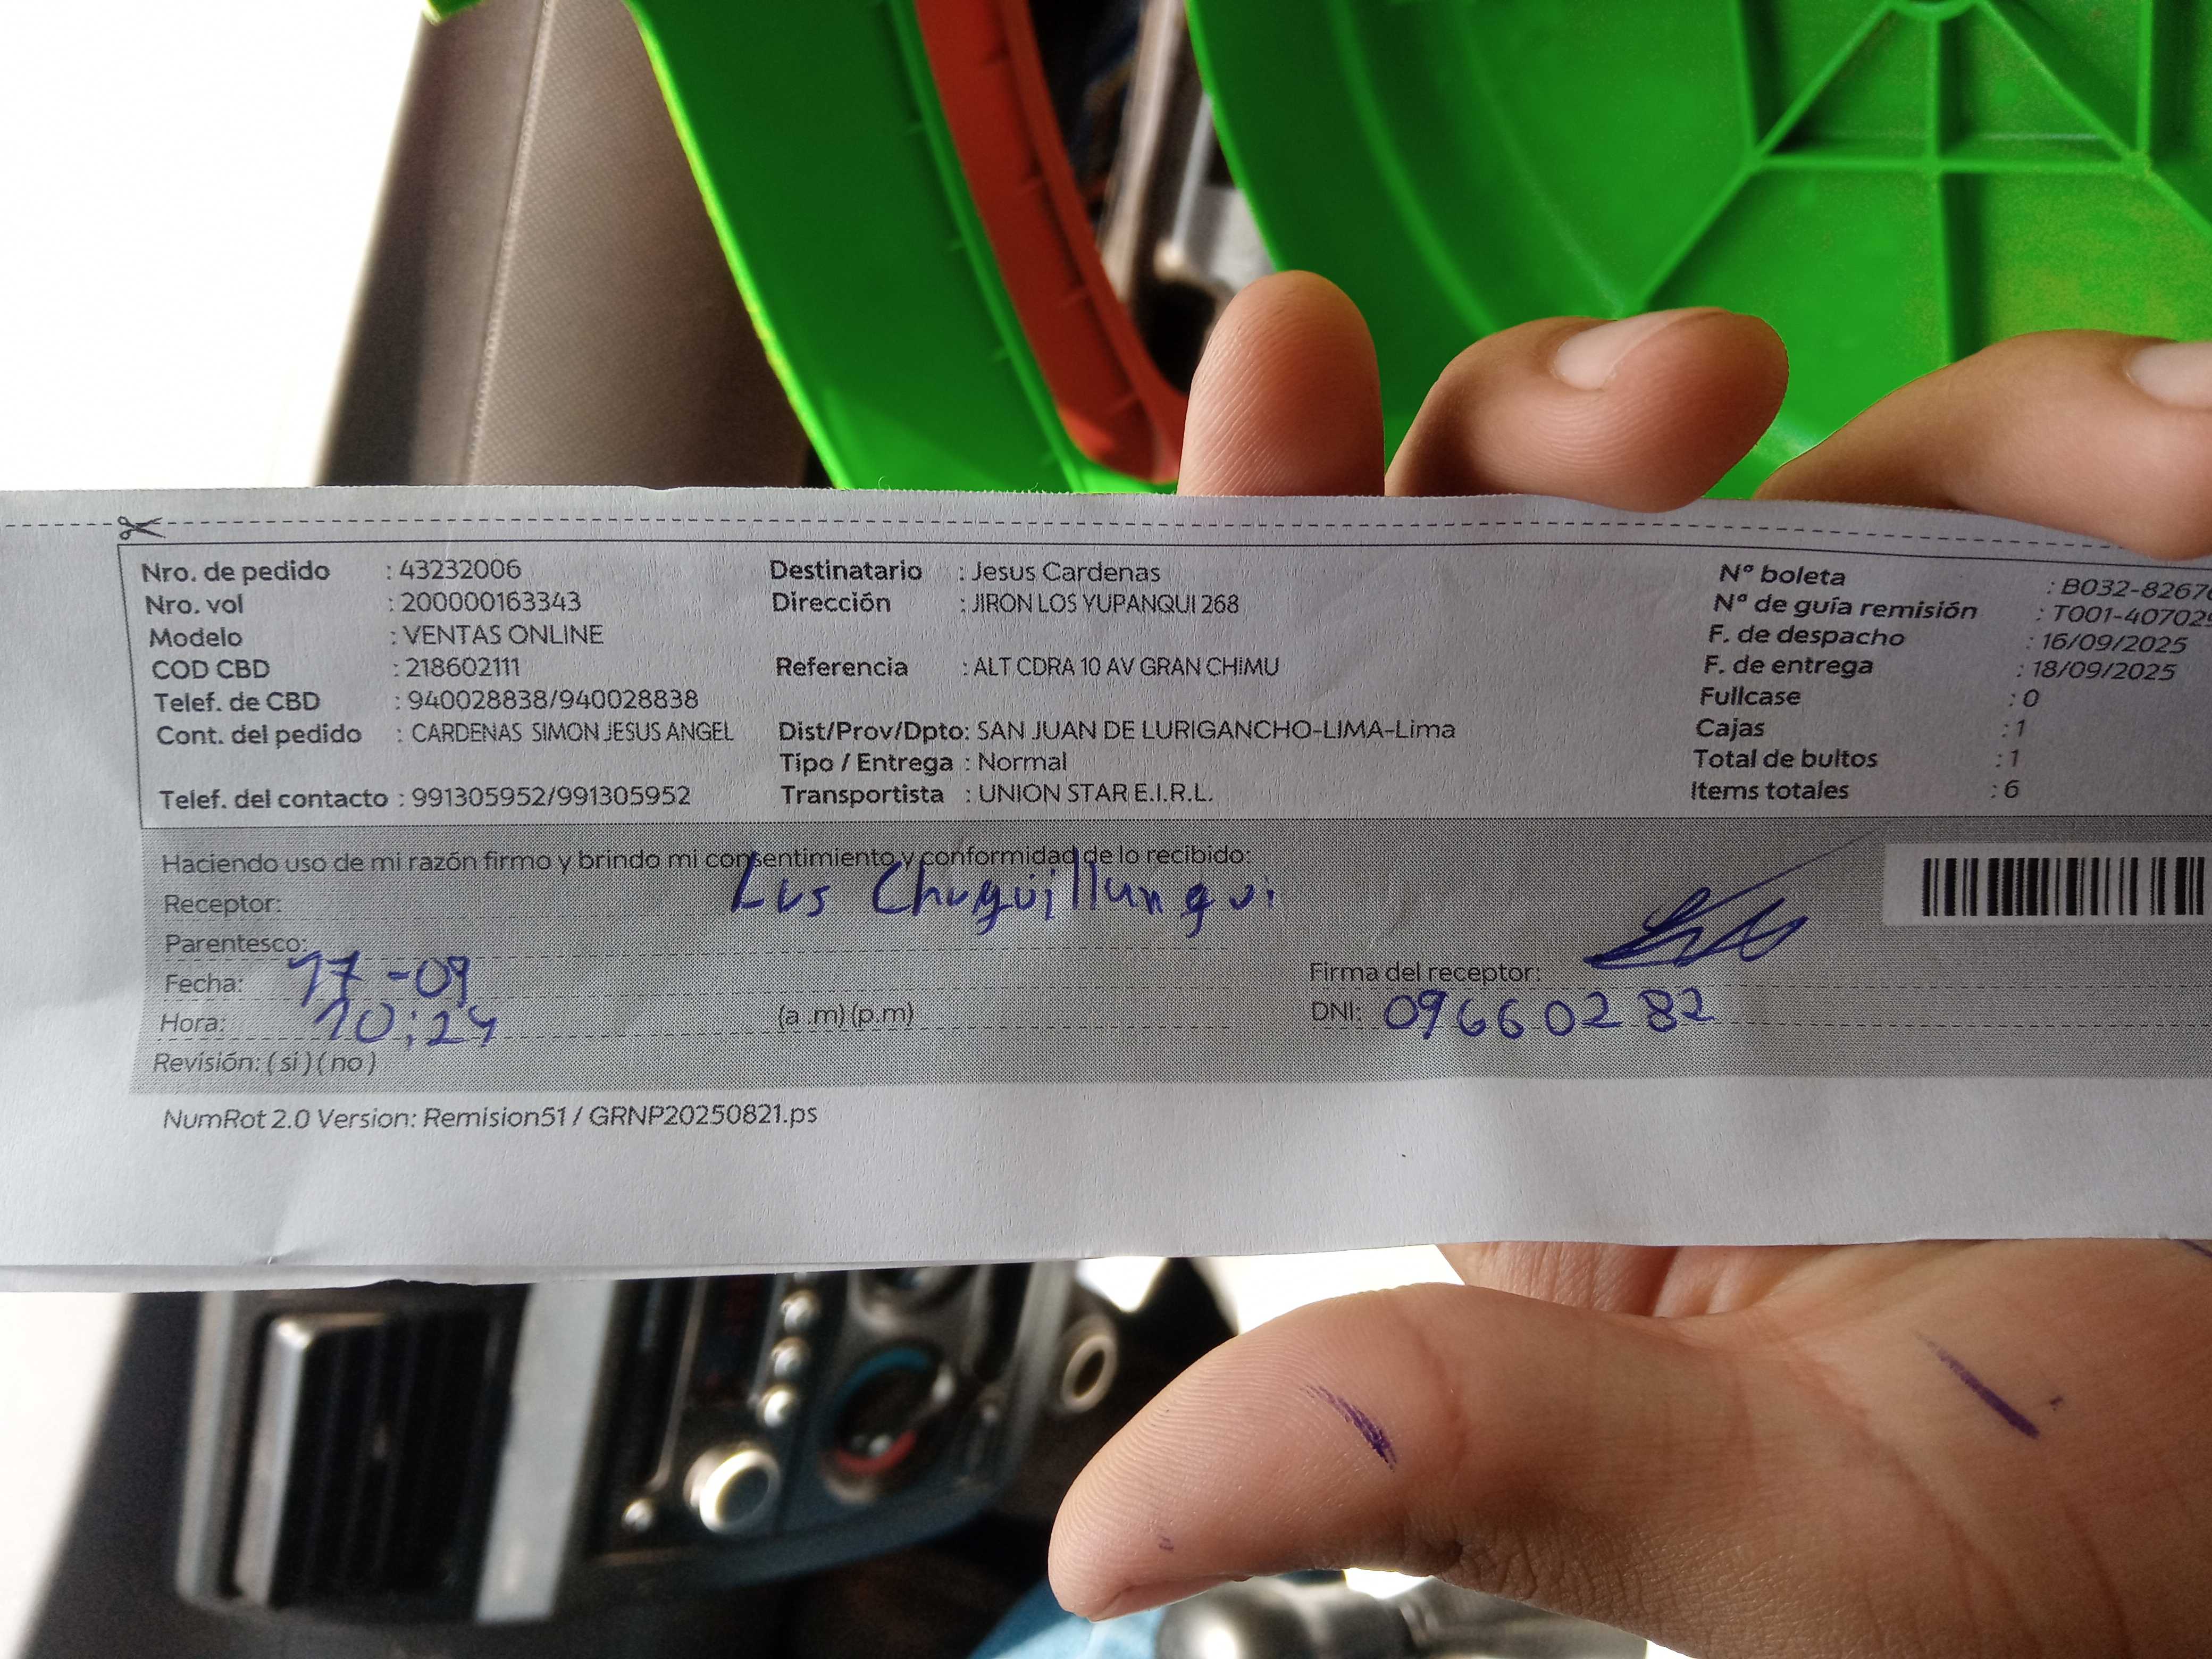 Nro. de pedido : 43232006
Nro. vol : 200000163343
Modelo : VENTAS ONLINE
COD CBD : 218602111
Telef. de CBD : 940028838/940028838
Cont. del pedido : CARDENAS SIMON JESUS ANGEL
Telef. del contacto : 991305952/991305952
Destinatario : Jesus Cardenas
Dirección : JIRON LOS YUPANQUI 268
Referencia : ALT CDRA 10 AV GRAN CHIMU
Dist/Prov/Dpto: SAN JUAN DE LURIGANCHO-LIMA-Lima
Tipo / Entrega : Normal
Transportista : UNION STAR E.I.R.L.
N° boleta : B032-8267
N° de guía remisión : T001-40702
F. de despacho : 16/09/2025
F. de entrega : 18/09/2025
Fullcase : 0
Cajas : 1
Total de bultos : 1
Items totales : 6
Haciendo uso de mi razón firmo y brindo mi consentimiento y conformidad de lo recibido:
Receptor:
Parentesco:
Fecha: 17-09
Hora: 10:24 (a .m) (p.m)
Revisión: ( si ) ( no )
Firma del receptor:
DNI: 09660282
NumRot 2.0 Version: Remision51 / GRNP20250821.ps